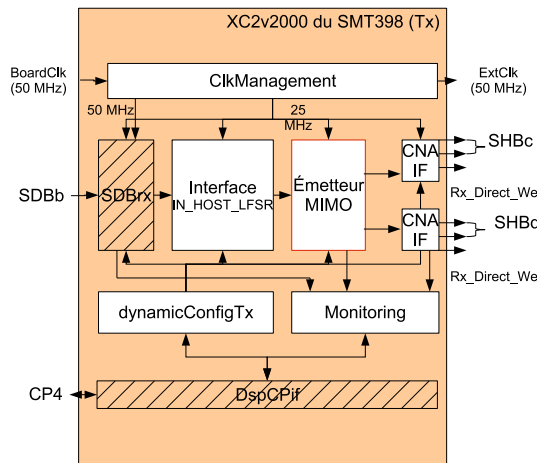 XC2v2000 du SMT398 (Tx)
BoardClk
(50 MHz)
ClkManagement
ExtClk
(50 MHz)
50 MHz
25
MHz
SDBb
SDBrx
Interface
IN_HOST_LFSR
Émetteur
MIMO
CNA
IF
SHBc
Rx_Direct_We
CNA
IF
SHBd
Rx_Direct_We
dynamicConfigTx
Monitoring
CP4
DspCPif